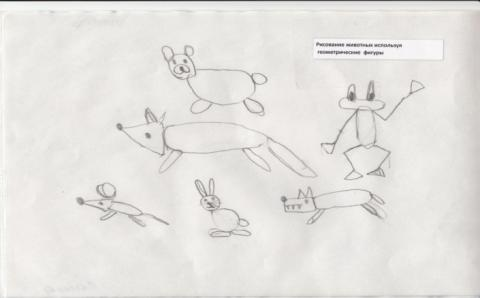 Рисование животных используя
геометрические фигуры